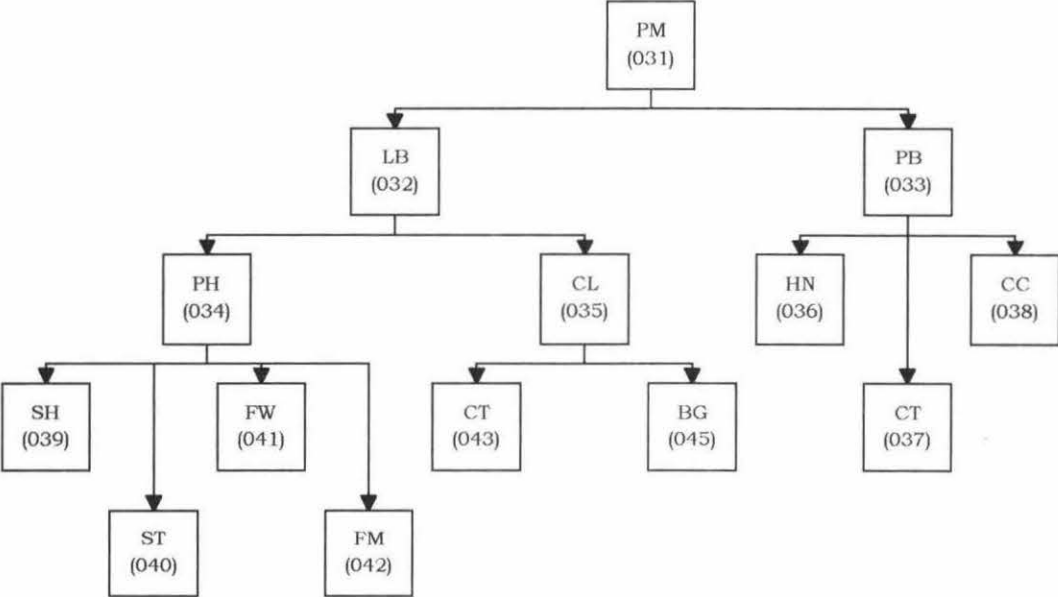 PM
(031)
LB
(032)
PB
(033)
PH
(034)
CL
(035)
HN
(036)
CC
(038)
SH
(039)
FW
(041)
CT
(043)
BG
(045)
CT
(037)
ST
(040)
FM
(042)